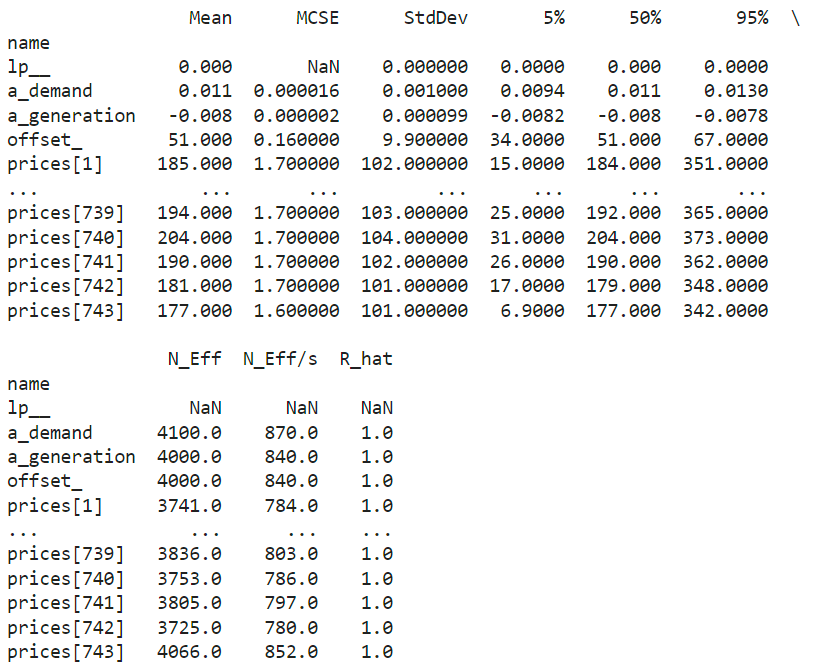 Mean      MCSE      StdDev      5%      50%      95%  \
name
lp__           0.000       NaN    0.000000  0.0000    0.000    0.0000
a_demand       0.011  0.000016    0.001000  0.0094    0.011    0.0130
a_generation  -0.008  0.000002    0.000099 -0.0082   -0.008   -0.0078
offset_       51.000  0.160000    9.900000 34.0000   51.000   67.0000
prices[1]    185.000  1.700000  102.000000 15.0000  184.000  351.0000
...              ...       ...         ...     ...      ...       ...
prices[739]  194.000  1.700000  103.000000 25.0000  192.000  365.0000
prices[740]  204.000  1.700000  104.000000 31.0000  204.000  373.0000
prices[741]  190.000  1.700000  102.000000 26.0000  190.000  362.0000
prices[742]  181.000  1.700000  101.000000 17.0000  179.000  348.0000
prices[743]  177.000  1.600000  101.000000  6.9000  177.000  342.0000
               N_Eff  N_Eff/s  R_hat
name
lp__             NaN      NaN    NaN
a_demand      4100.0    870.0    1.0
a_generation  4000.0    840.0    1.0
offset_       4000.0    840.0    1.0
prices[1]     3741.0    784.0    1.0
...              ...      ...    ...
prices[739]   3836.0    803.0    1.0
prices[740]   3753.0    786.0    1.0
prices[741]   3805.0    797.0    1.0
prices[742]   3725.0    780.0    1.0
prices[743]   4066.0    852.0    1.0